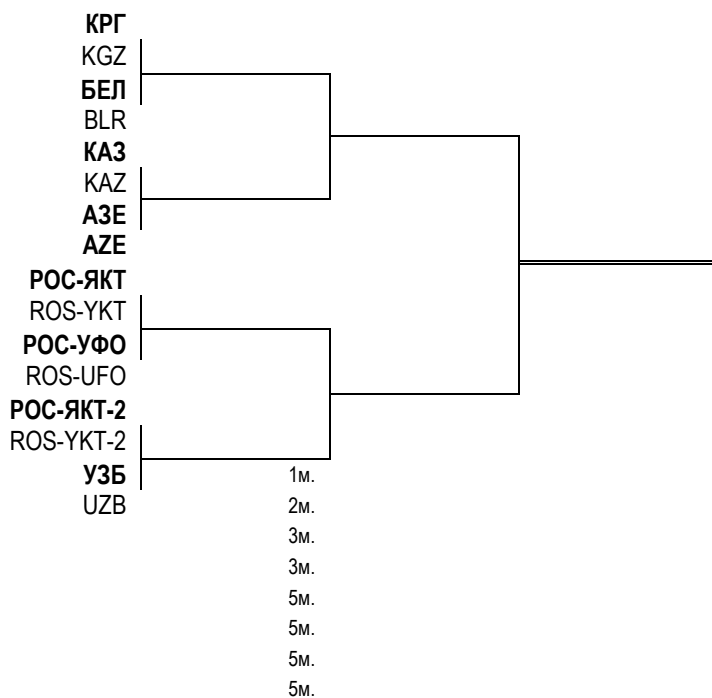 КРГ
KGZ
БЕЛ
BLR
КАЗ
KAZ
АЗЕ
AZE
РОС-ЯКТ
ROS-YKT
РОС-УФО
ROS-UFO
РОС-ЯКТ-2
ROS-YKT-2
УЗБ
UZB
1м.
2м.
3м.
3м.
5м.
5м.
5м.
5м.